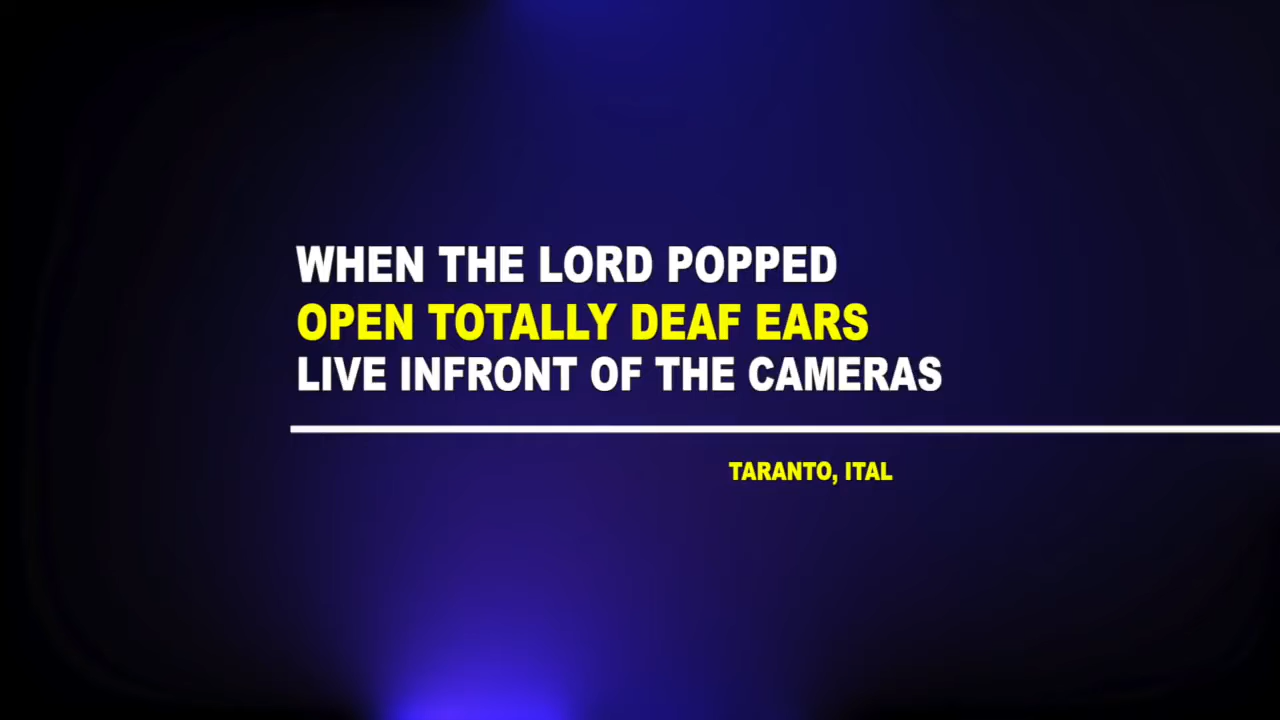 WHEN THE LORD POPPED
OPEN TOTALLY DEAF EARS
LIVE INFRONT OF THE CAMERAS
TARANTO, ITAL